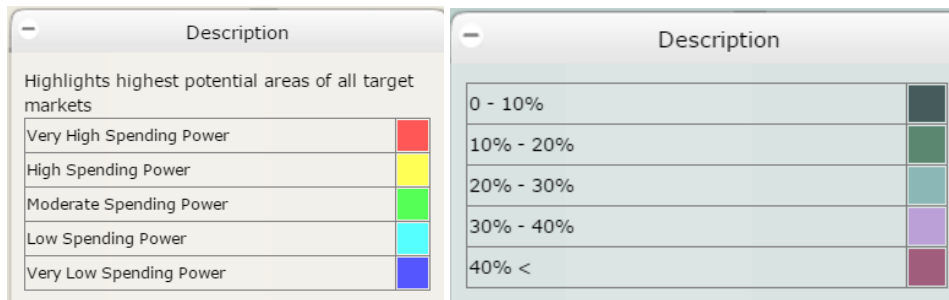 Description
Highlights highest potential areas of all target
markets
Very High Spending Power
High Spending Power
Moderate Spending Power
Low Spending Power
Very Low Spending Power
Description
0 - 10%
10% - 20%
20% - 30%
30% - 40%
40% <